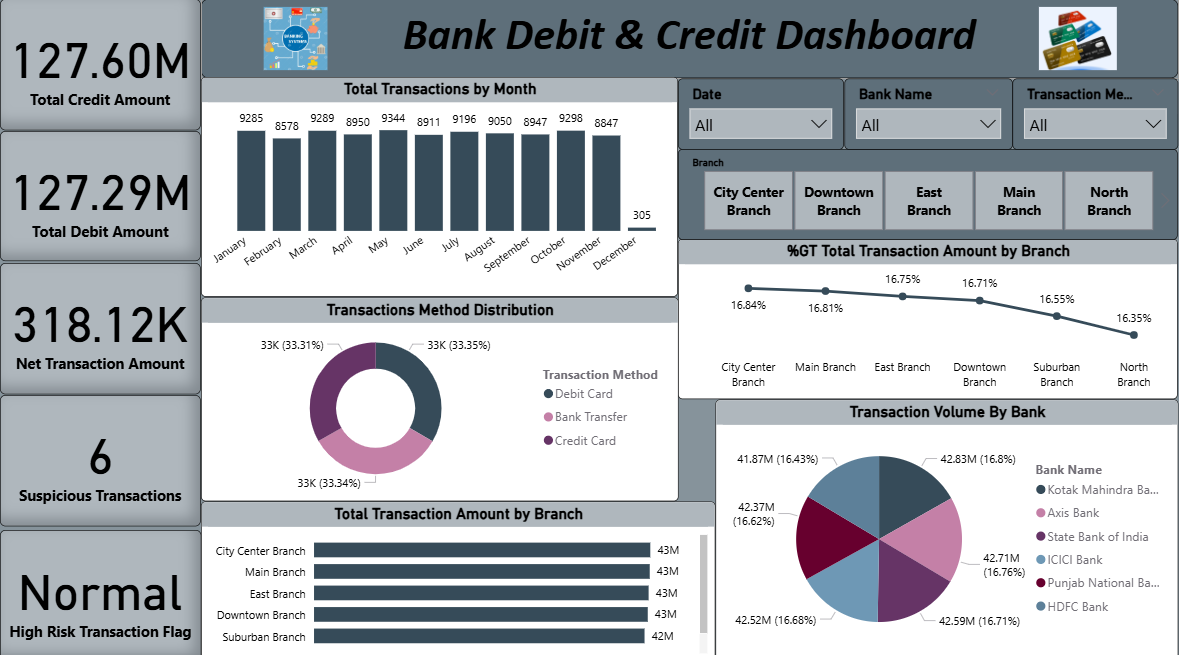 Bank Debit & Credit Dashboard
BANKING
SYSTEMS
127.60M
Total Credit Amount
127.29M
Total Debit Amount
318.12K
Net Transaction Amount
6
Suspicious Transactions
Normal
High Risk Transaction Flag
Total Transactions by Month
9285
8578
9289
8950
9344
8911
9196
9050
8947
9298
8847
305
January
February
March
April
May
June
July
August
September
October
November
December
Date
All
Bank Name
All
Transaction Me...
All
Branch
City Center
Branch
Downtown
Branch
East
Branch
Main
Branch
North
Branch
%GT Total Transaction Amount by Branch
16.84%
16.81%
16.75%
16.71%
16.55%
16.35%
City Center
Branch
Main Branch
East Branch
Downtown
Branch
Suburban
Branch
North
Branch
Transactions Method Distribution
33K (33.31%)
33K (33.35%)
33K (33.34%)
Transaction Method
Debit Card
Bank Transfer
Credit Card
Total Transaction Amount by Branch
City Center Branch 43M
Main Branch 43M
East Branch 43M
Downtown Branch 43M
Suburban Branch 42M
Transaction Volume By Bank
41.87M (16.43%)
42.83M (16.8%)
42.37M
(16.62%)
42.71M
(16.76%)
42.52M (16.68%)
42.59M (16.71%)
Bank Name
Kotak Mahindra Ba...
Axis Bank
State Bank of India
ICICI Bank
Punjab National Ba...
HDFC Bank